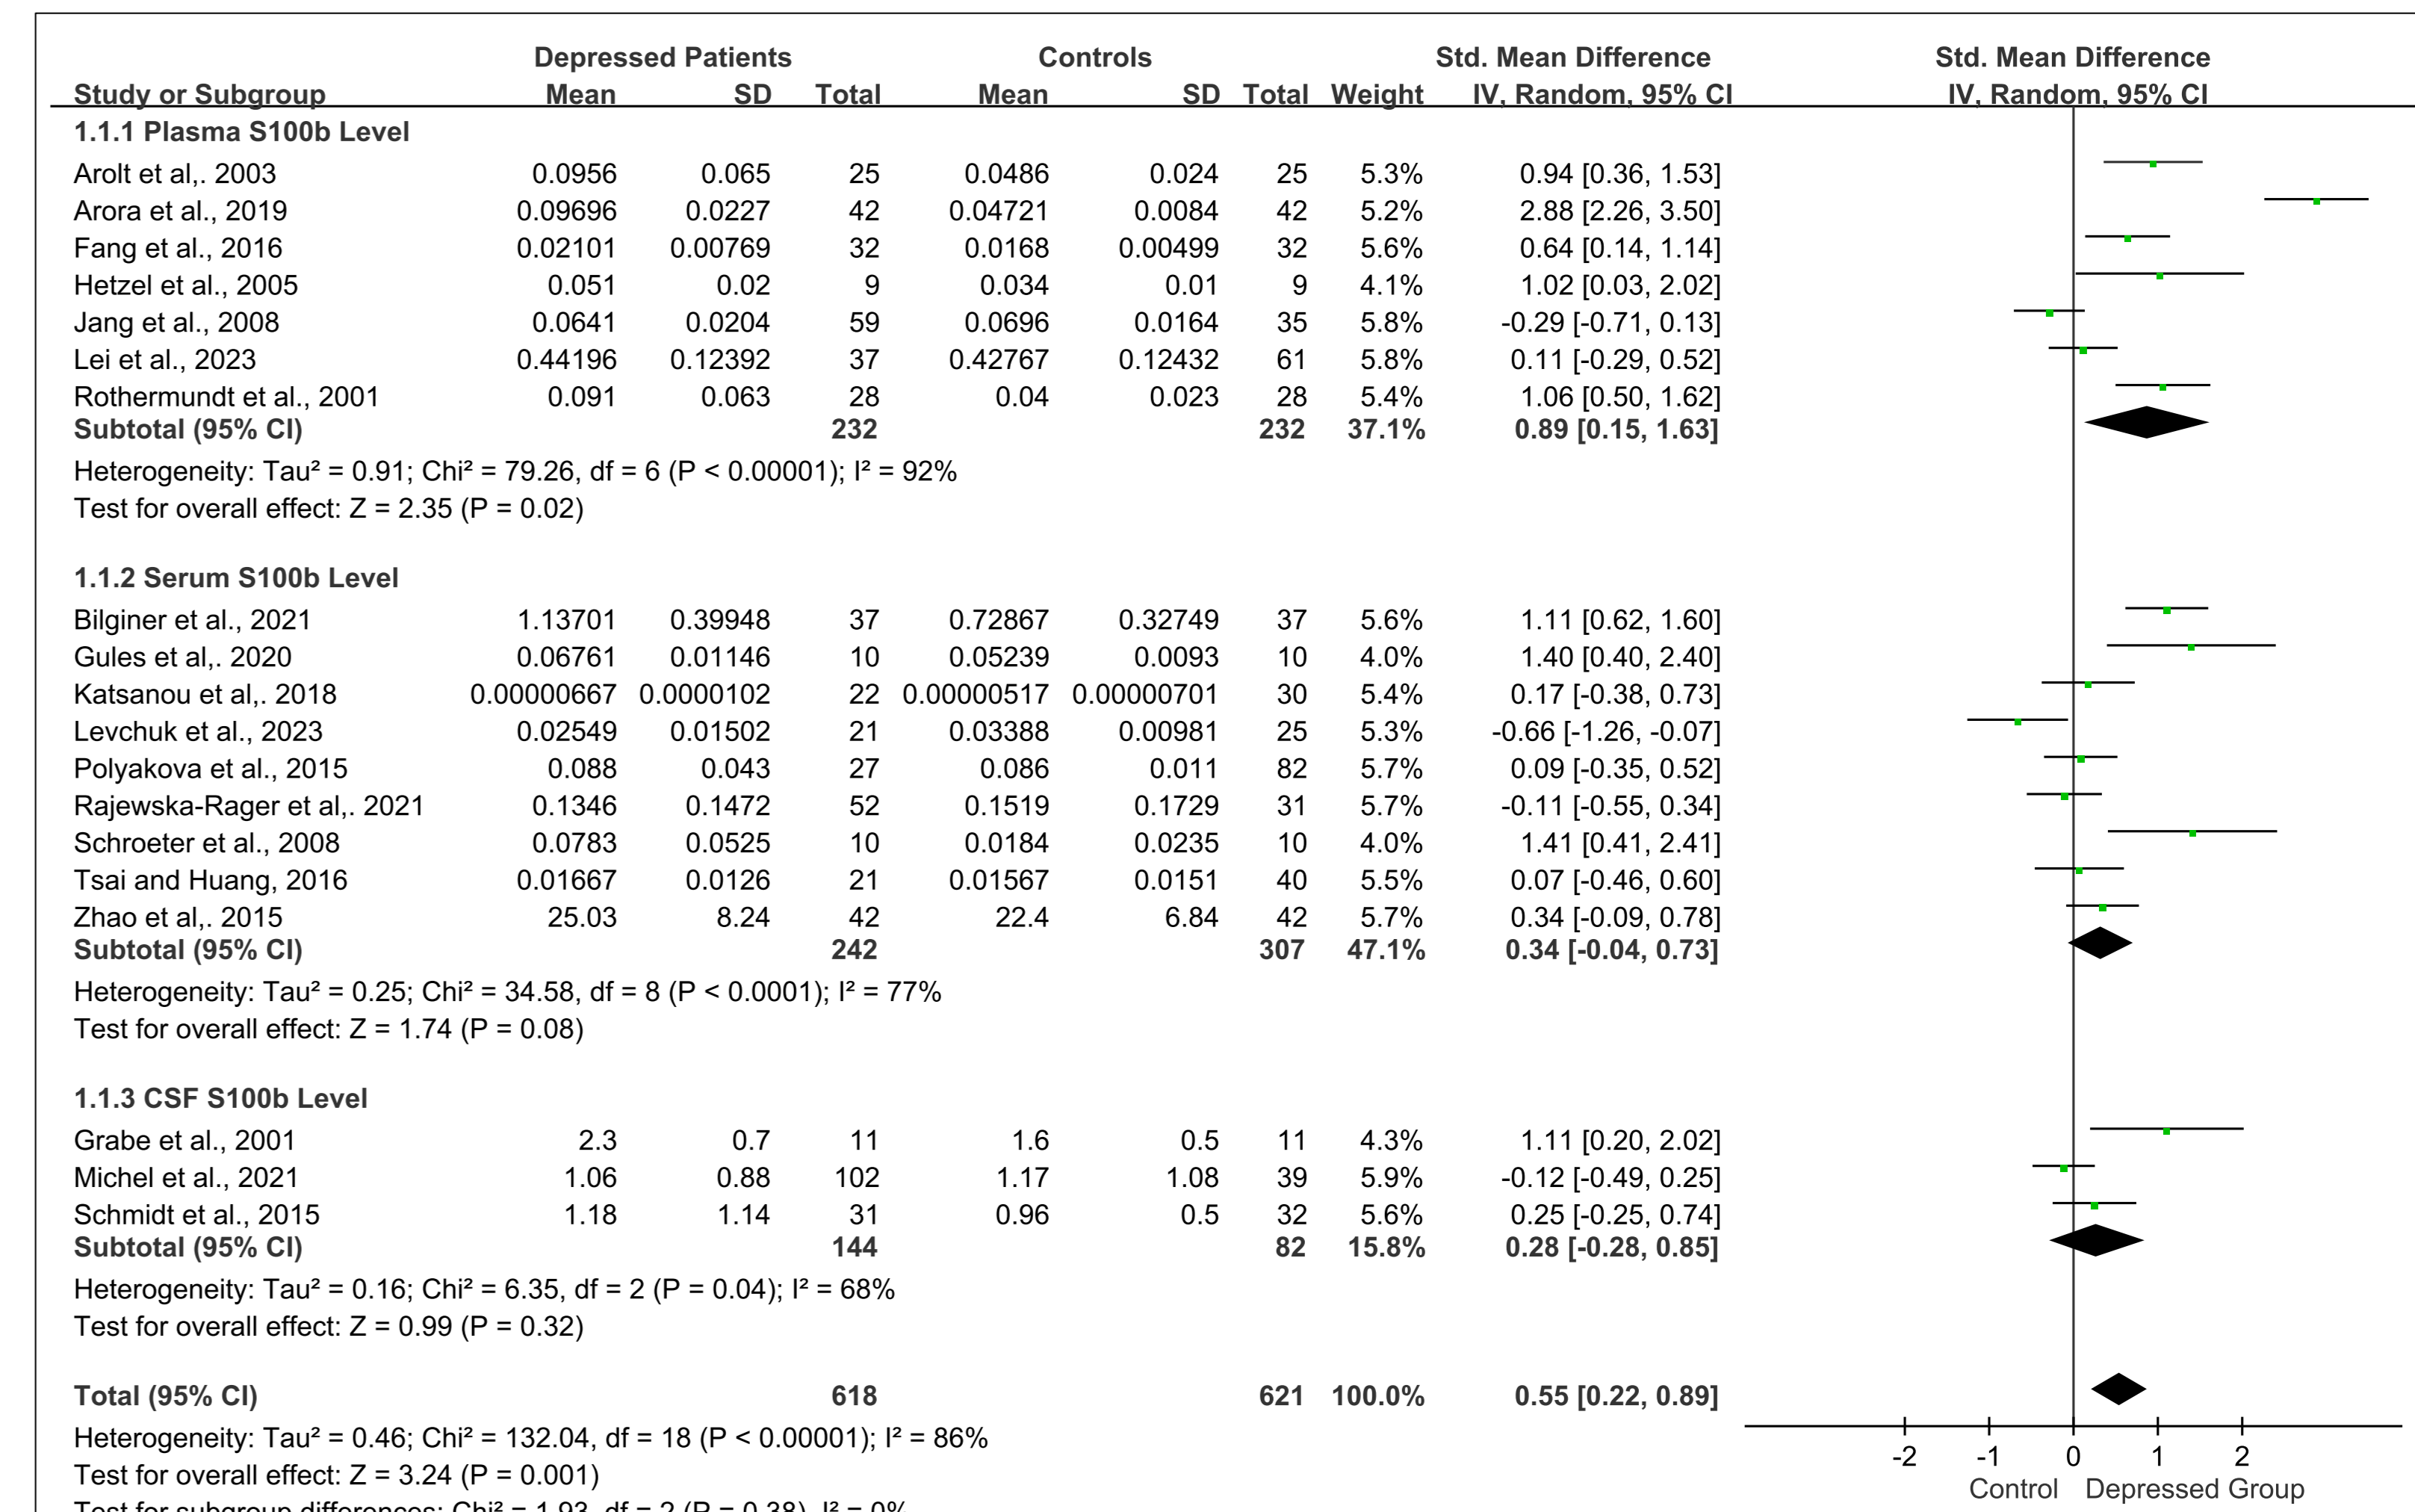 Depressed Patients Controls Std. Mean Difference Std. Mean Difference
Study or Subgroup Mean SD Total Mean SD Total Weight IV, Random, 95% CI IV, Random, 95% CI
1.1.1 Plasma S100b Level
Arolt et al,. 2003 0.0956 0.065 25 0.0486 0.024 25 5.3% 0.94 [0.36, 1.53]
Arora et al., 2019 0.09696 0.0227 42 0.04721 0.0084 42 5.2% 2.88 [2.26, 3.50]
Fang et al., 2016 0.02101 0.00769 32 0.0168 0.00499 32 5.6% 0.64 [0.14, 1.14]
Hetzel et al., 2005 0.051 0.02 9 0.034 0.01 9 4.1% 1.02 [0.03, 2.02]
Jang et al., 2008 0.0641 0.0204 59 0.0696 0.0164 35 5.8% -0.29 [-0.71, 0.13]
Lei et al., 2023 0.44196 0.12392 37 0.42767 0.12432 61 5.8% 0.11 [-0.29, 0.52]
Rothermundt et al., 2001 0.091 0.063 28 0.04 0.023 28 5.4% 1.06 [0.50, 1.62]
Subtotal (95% CI) 232 232 37.1% 0.89 [0.15, 1.63]
Heterogeneity: Tau² = 0.91; Chi² = 79.26, df = 6 (P < 0.00001); I² = 92%
Test for overall effect: Z = 2.35 (P = 0.02)
1.1.2 Serum S100b Level
Bilginer et al., 2021 1.13701 0.39948 37 0.72867 0.32749 37 5.6% 1.11 [0.62, 1.60]
Gules et al,. 2020 0.06761 0.01146 10 0.05239 0.0093 10 4.0% 1.40 [0.40, 2.40]
Katsanou et al,. 2018 0.00000667 0.0000102 22 0.00000517 0.00000701 30 5.4% 0.17 [-0.38, 0.73]
Levchuk et al., 2023 0.02549 0.01502 21 0.03388 0.00981 25 5.3% -0.66 [-1.26, -0.07]
Polyakova et al., 2015 0.088 0.043 27 0.086 0.011 82 5.7% 0.09 [-0.35, 0.52]
Rajewska-Rager et al,. 2021 0.1346 0.1472 52 0.1519 0.1729 31 5.7% -0.11 [-0.55, 0.34]
Schroeter et al., 2008 0.0783 0.0525 10 0.0184 0.0235 10 4.0% 1.41 [0.41, 2.41]
Tsai and Huang, 2016 0.01667 0.0126 21 0.01567 0.0151 40 5.5% 0.07 [-0.46, 0.60]
Zhao et al,. 2015 25.03 8.24 42 22.4 6.84 42 5.7% 0.34 [-0.09, 0.78]
Subtotal (95% CI) 242 307 47.1% 0.34 [-0.04, 0.73]
Heterogeneity: Tau² = 0.25; Chi² = 34.58, df = 8 (P < 0.0001); I² = 77%
Test for overall effect: Z = 1.74 (P = 0.08)
1.1.3 CSF S100b Level
Grabe et al., 2001 2.3 0.7 11 1.6 0.5 11 4.3% 1.11 [0.20, 2.02]
Michel et al., 2021 1.06 0.88 102 1.17 1.08 39 5.9% -0.12 [-0.49, 0.25]
Schmidt et al., 2015 1.18 1.14 31 0.96 0.5 32 5.6% 0.25 [-0.25, 0.74]
Subtotal (95% CI) 144 82 15.8% 0.28 [-0.28, 0.85]
Heterogeneity: Tau² = 0.16; Chi² = 6.35, df = 2 (P = 0.04); I² = 68%
Test for overall effect: Z = 0.99 (P = 0.32)
Total (95% CI) 618 621 100.0% 0.55 [0.22, 0.89]
Heterogeneity: Tau² = 0.46; Chi² = 132.04, df = 18 (P < 0.00001); I² = 86%
Test for overall effect: Z = 3.24 (P = 0.001)
Test for subgroup differences: Chi² = 1.93, df = 2 (P = 0.38), I² = 0%
-2 -1 0 1 2
Control Depressed Group